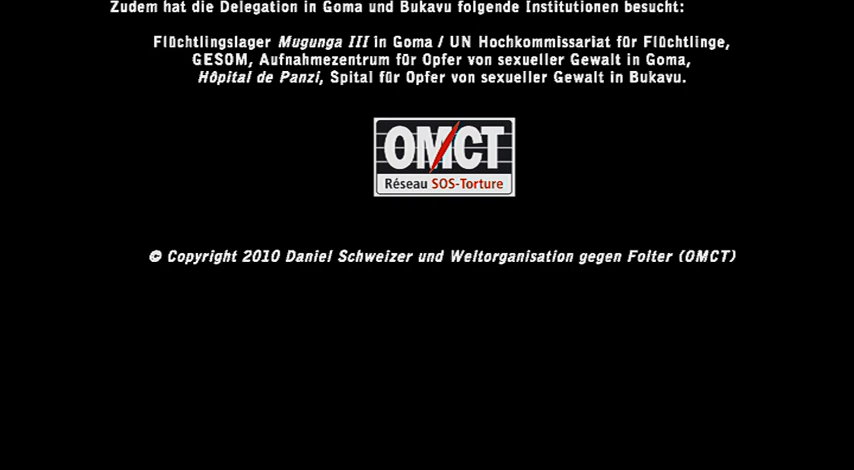 Zudem hat die Delegation in Goma und Bukavu folgende Institutionen besucht:
Flüchtlingslager Mugunga III in Goma / UN Hochkommissariat für Flüchtlinge,
GESOM, Aufnahmezentrum für Opfer von sexueller Gewalt in Goma,
Hôpital de Panzi, Spital für Opfer von sexueller Gewalt in Bukavu.
OMCT
Réseau SOS-Torture
© Copyright 2010 Daniel Schweizer und Weltorganisation gegen Folter (OMCT)